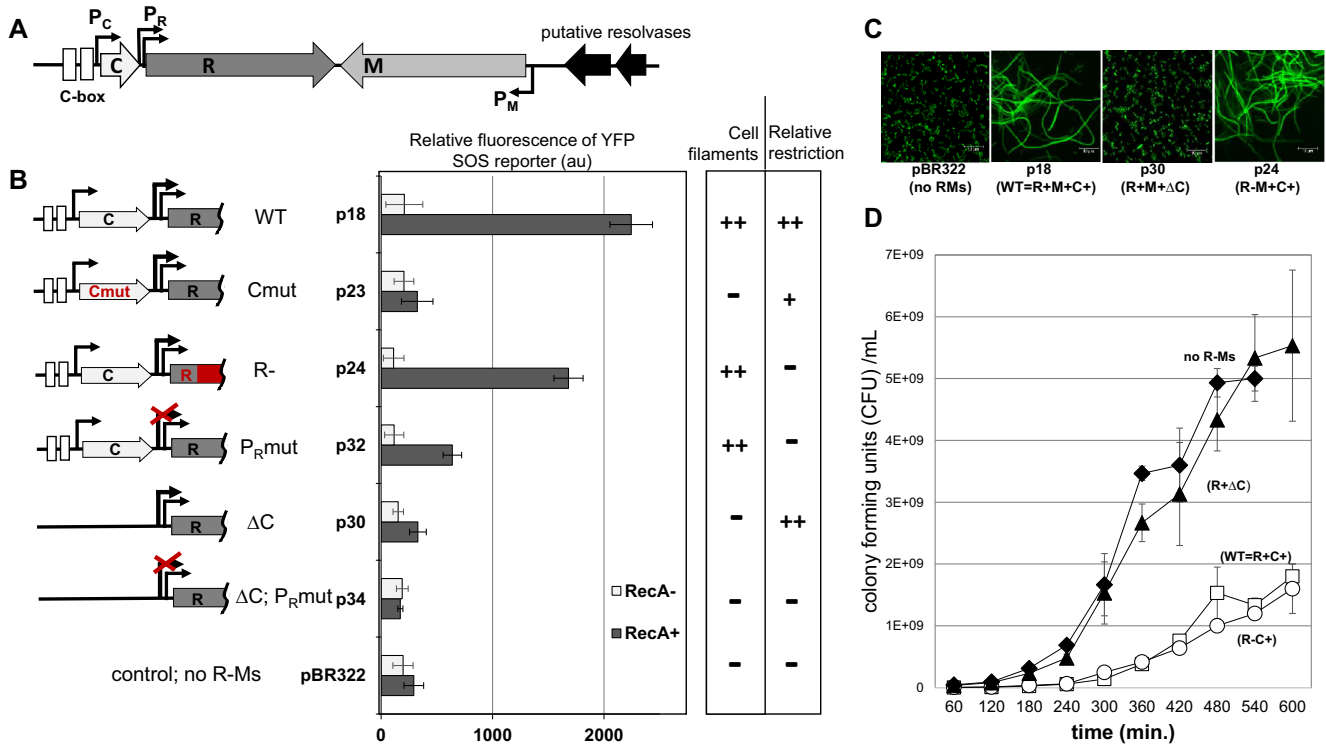 A
P_C
P_R
C
R
M
C-box
P_M
putative resolvases
B
Relative fluorescence of YFP
SOS reporter (au)
Cell
filaments
Relative
restriction
C
R
WT
p18
++
++
Cmut
R
Cmut
p23
-
+
C
R
R-
p24
++
-
C
R
P_Rmut
p32
++
-
R
ΔC
p30
-
++
R
ΔC; P_Rmut
p34
-
-
control; no R-Ms
pBR322
-
-
RecA-
RecA+
0
1000
2000
C
pBR322
(no RMs)
p18
(WT=R+M+C+)
p30
(R+M+ΔC)
p24
(R-M+C+)
D
colony forming units (CFU) /mL
7E+09
6E+09
5E+09
4E+09
3E+09
2E+09
1E+09
0
no R-Ms
(R+ΔC)
(WT=R+C+)
(R-C+)
60 120 180 240 300 360 420 480 540 600
time (min.)